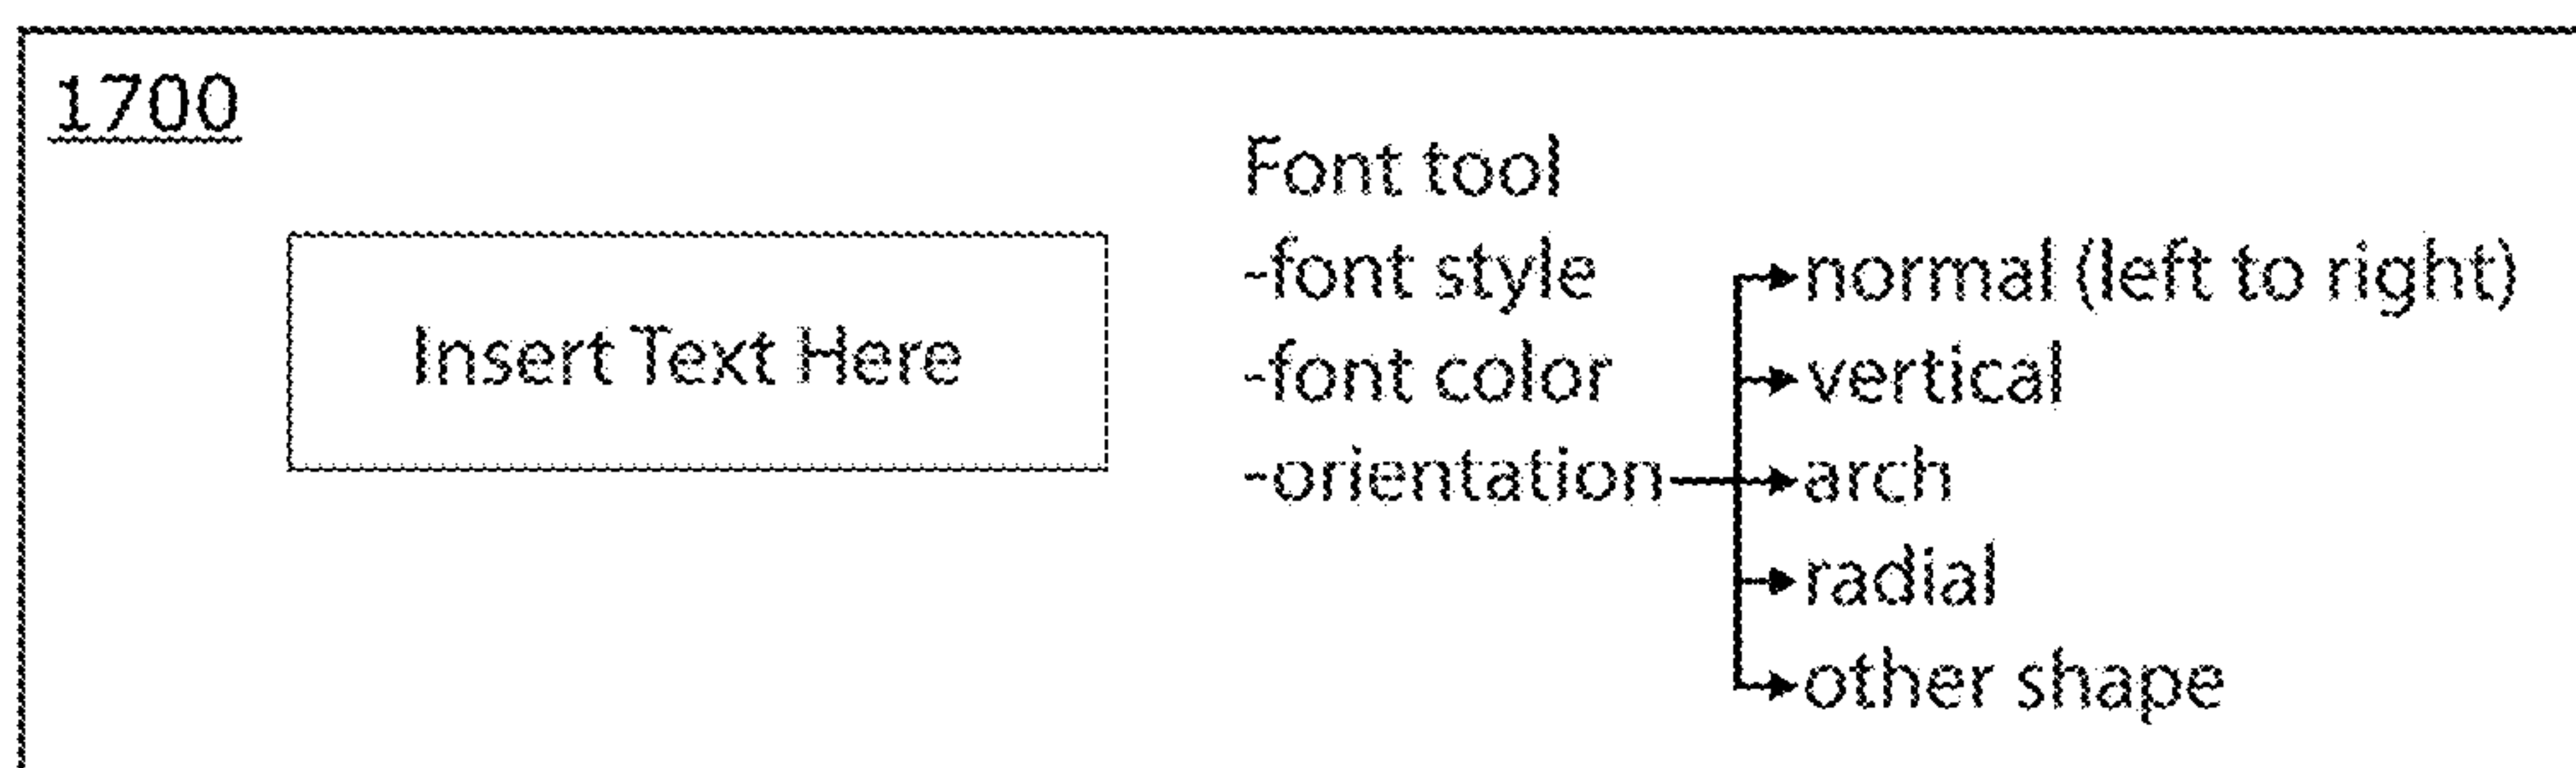 1700
Insert Text Here
Font tool
-font style
-font color
-orientation
normal (left to right)
vertical
arch
radial
other shape